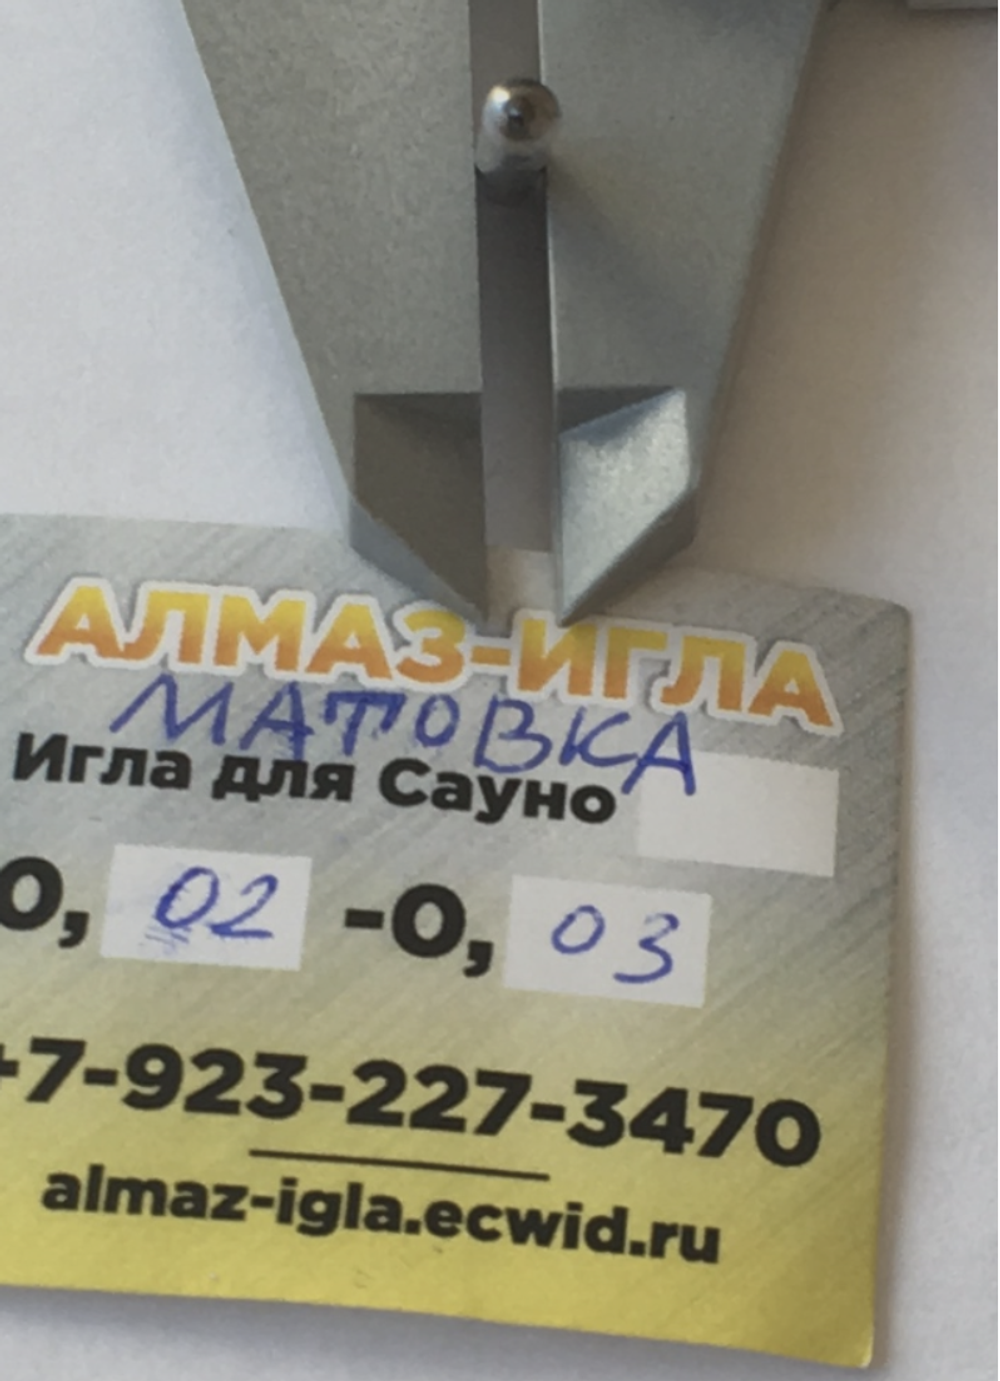 АЛМАЗ-ИГЛА
МАТОВКА
Игла для Сауно
0, 02 -0, 03
+7-923-227-3470
almaz-igla.ecwid.ru